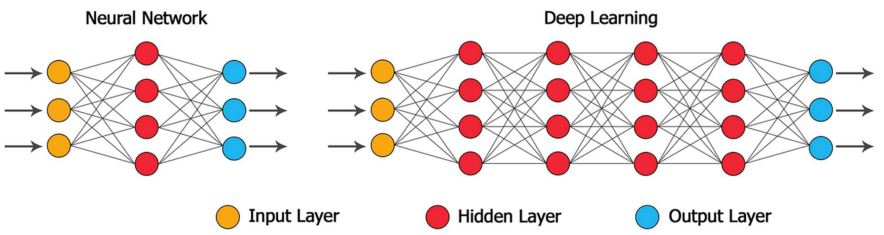 Neural Network
Deep Learning
Input Layer
Hidden Layer
Output Layer